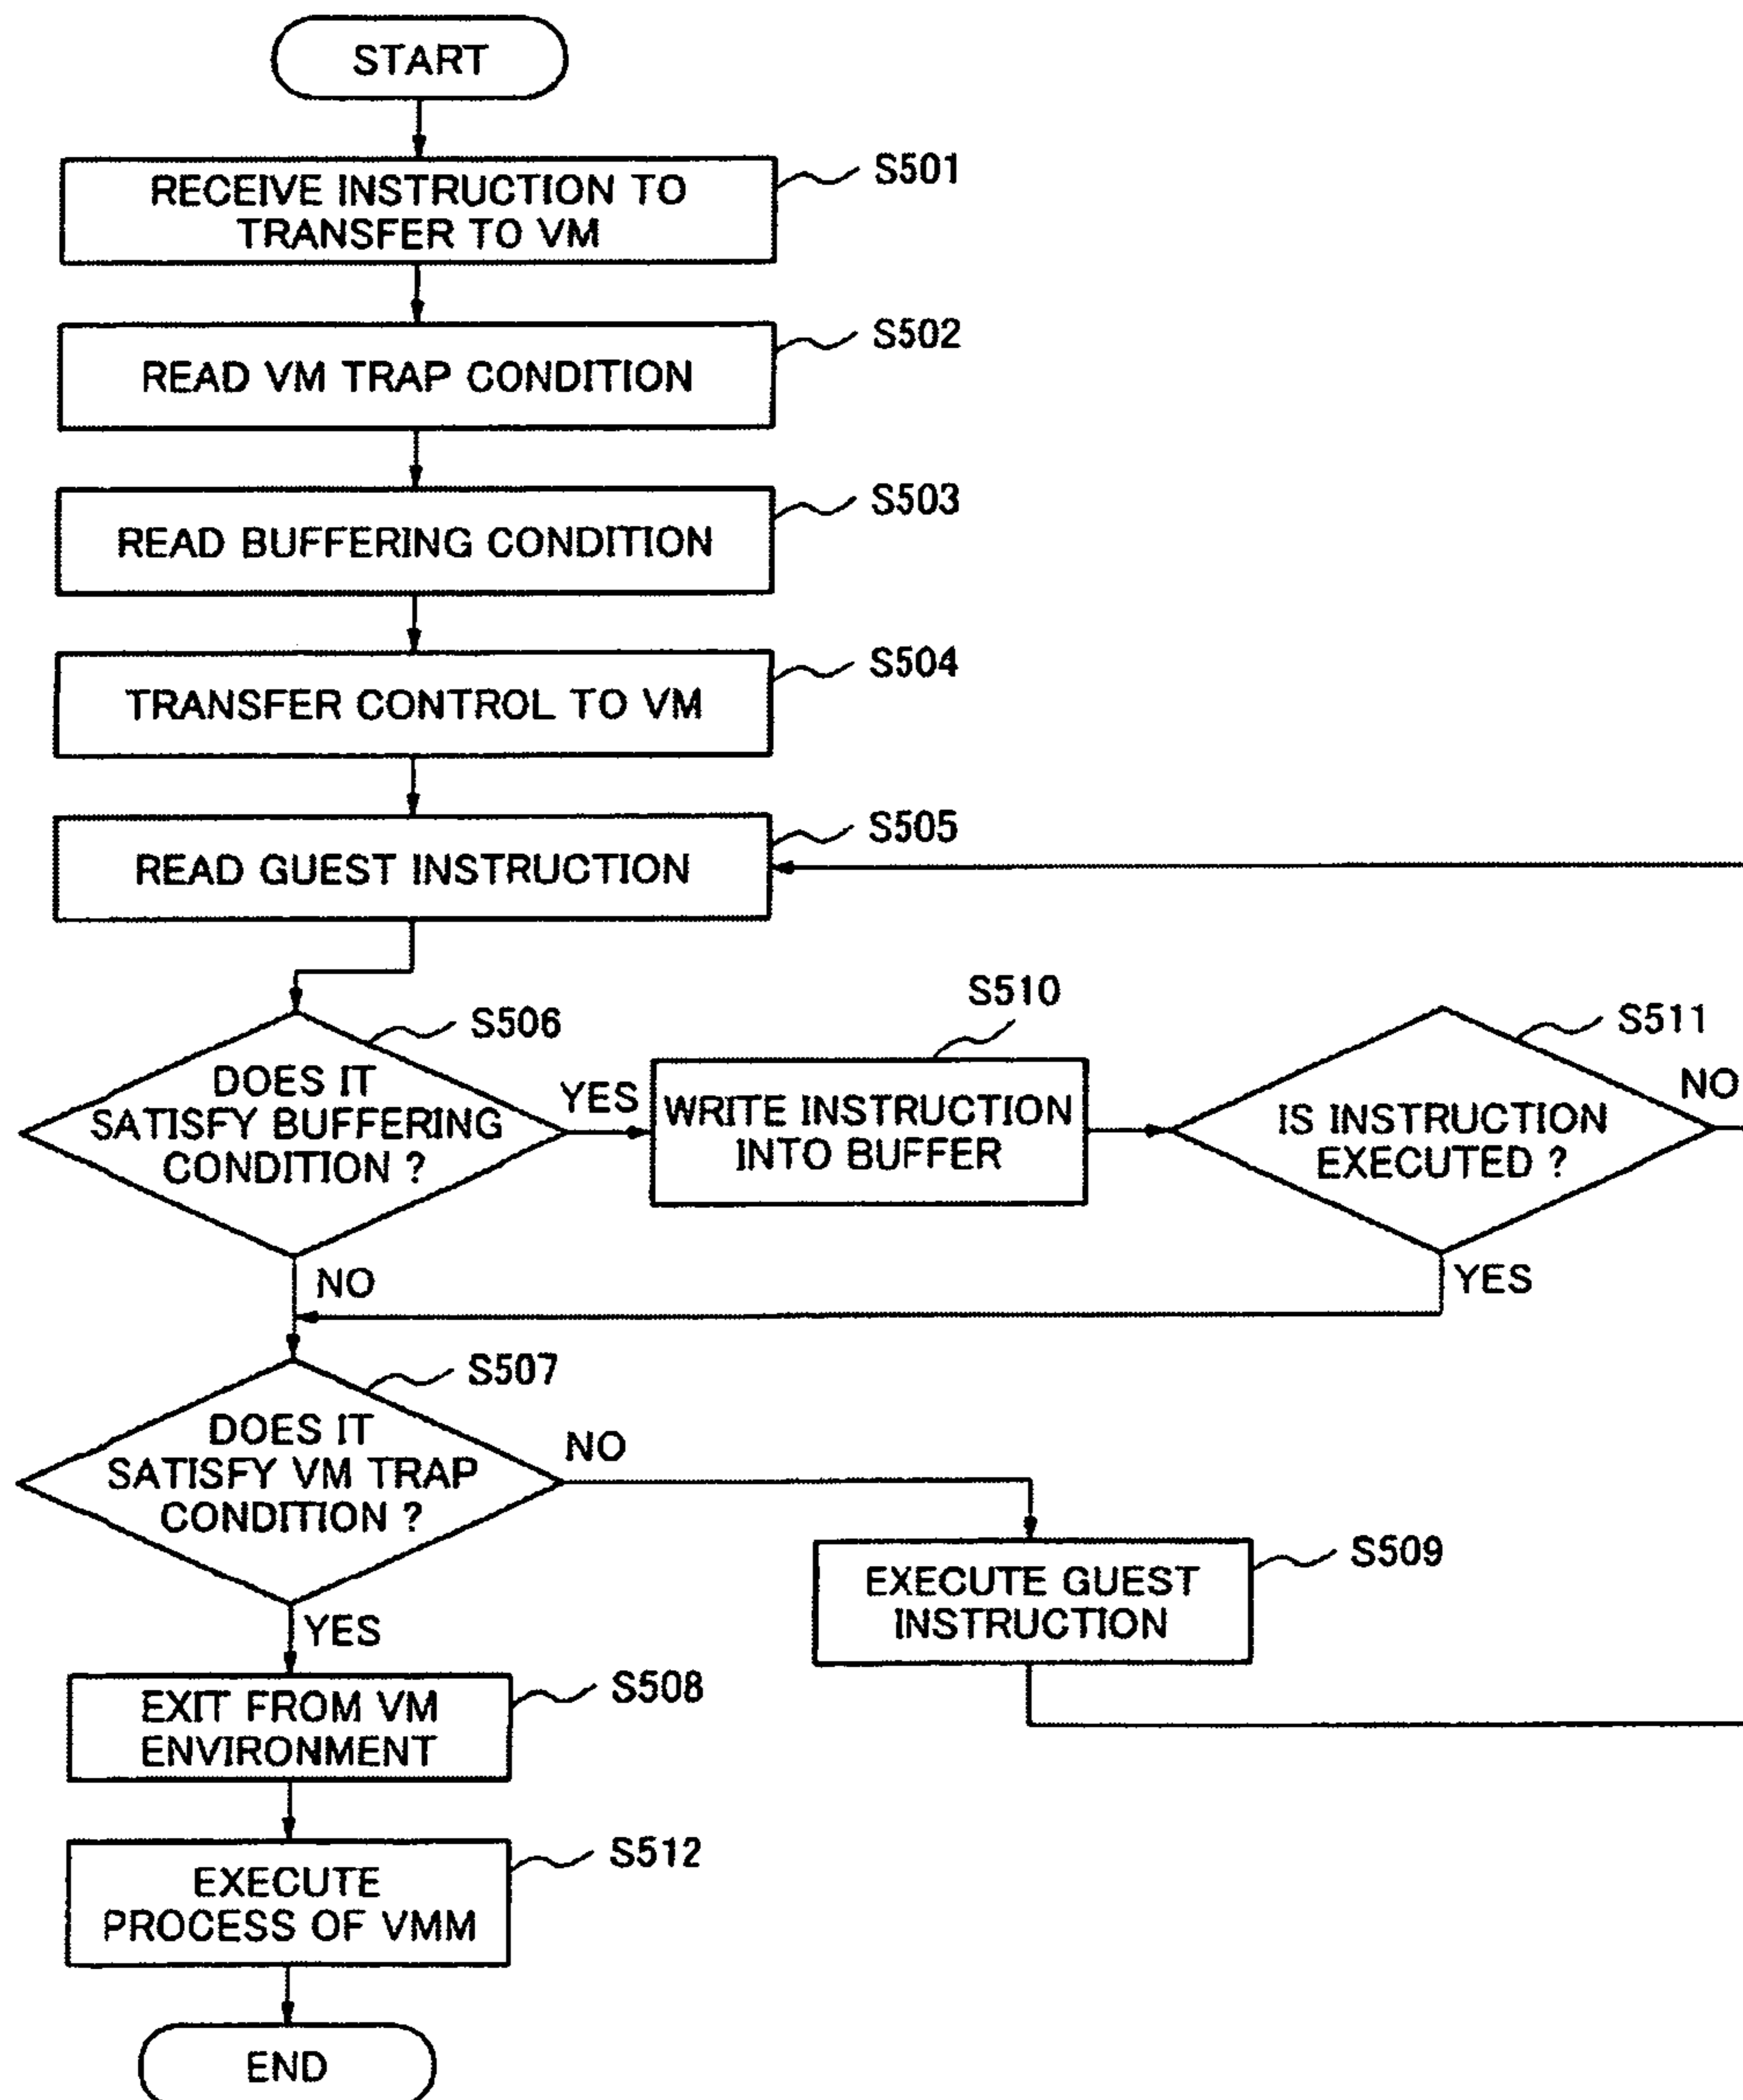 START
S501
RECEIVE INSTRUCTION TO
TRANSFER TO VM
S502
READ VM TRAP CONDITION
S503
READ BUFFERING CONDITION
S504
TRANSFER CONTROL TO VM
S505
READ GUEST INSTRUCTION
S506
DOES IT
SATISFY BUFFERING
CONDITION ?
YES
S510
WRITE INSTRUCTION
INTO BUFFER
S511
IS INSTRUCTION
EXECUTED ?
NO
YES
NO
S507
DOES IT
SATISFY VM TRAP
CONDITION ?
NO
S509
EXECUTE GUEST
INSTRUCTION
YES
S508
EXIT FROM VM
ENVIRONMENT
S512
EXECUTE
PROCESS OF VMM
END